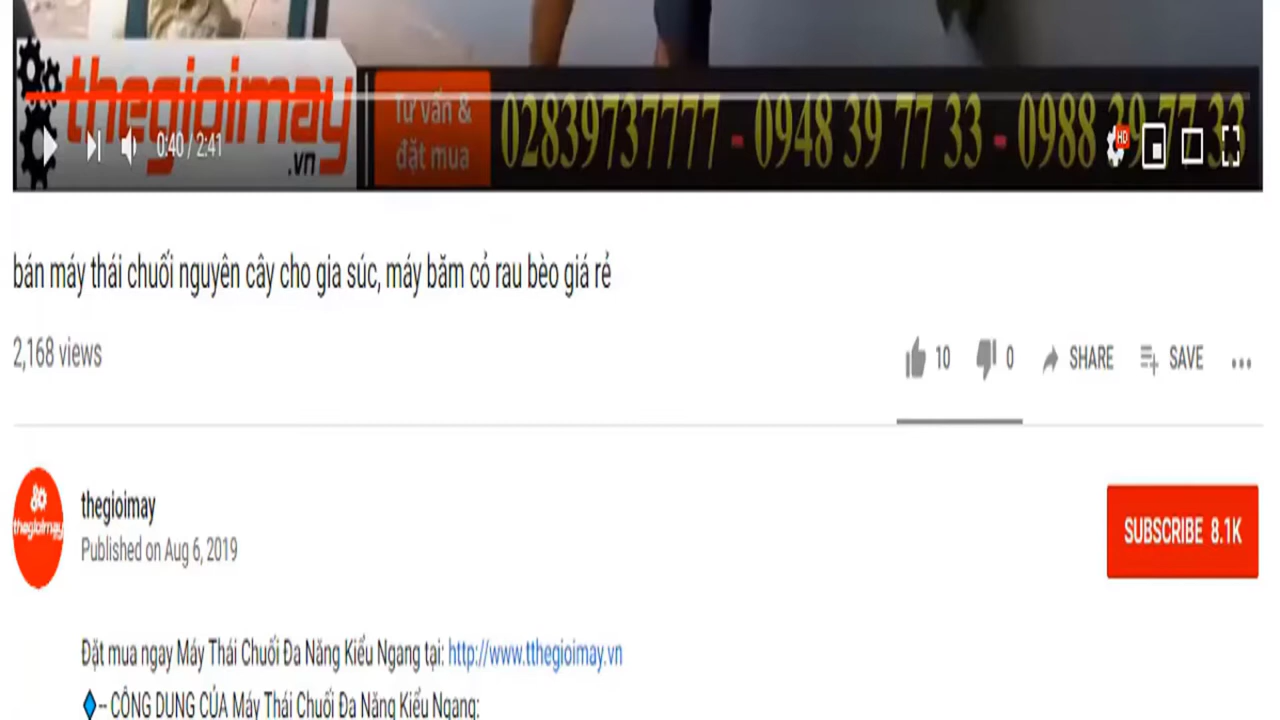 thegioimay
.vn
Tư vấn &
đặt mua
02839737777 - 0948 39 77 33 - 0988 39 77 33
0:40 / 2:41
HD
bán máy thái chuối nguyên cây cho gia súc, máy băm cỏ rau bèo giá rẻ
2,168 views
10 0 SHARE SAVE
thegioimay
thegioimay
Published on Aug 6, 2019
SUBSCRIBE 8.1K
Đặt mua ngay Máy Thái Chuối Đa Năng Kiểu Ngang tại: http://www.tthegioimay.vn
-- CÔNG DỤNG CỦA Máy Thái Chuối Đa Năng Kiểu Ngang: